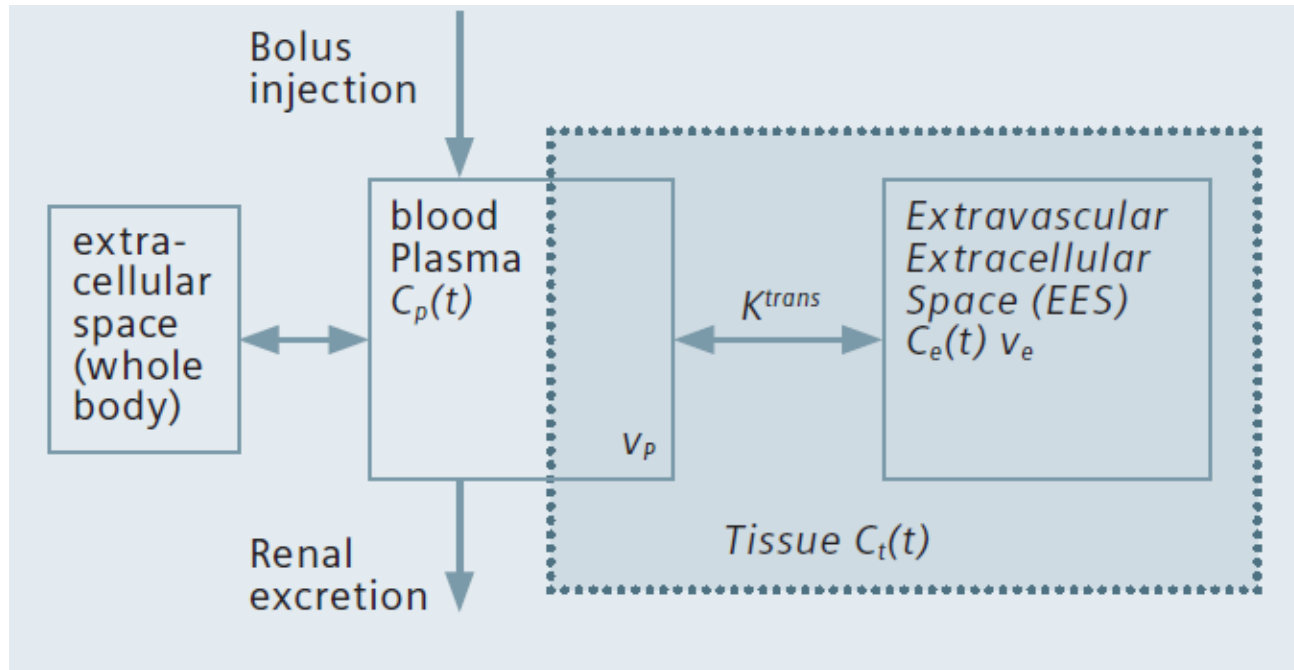 Bolus
injection
extra-
cellular
space
(whole
body)
blood
Plasma
Cₚ(t)
vₚ
Kᵗʳᵃⁿˢ
Extravascular
Extracellular
Space (EES)
Cₑ(t) vₑ
Tissue Cₜ(t)
Renal
excretion